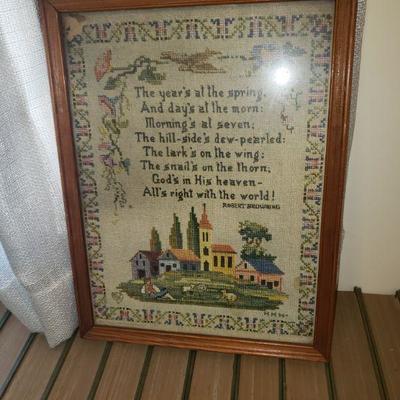 The year's at the spring,
And day's at the morn:
Morning's at seven;
The hill-side's dew-pearled:
The lark's on the wing;
The snail's on the thorn;
God's in His heaven-
All's right with the world!
ROBERT BROWNING
H.M.N.